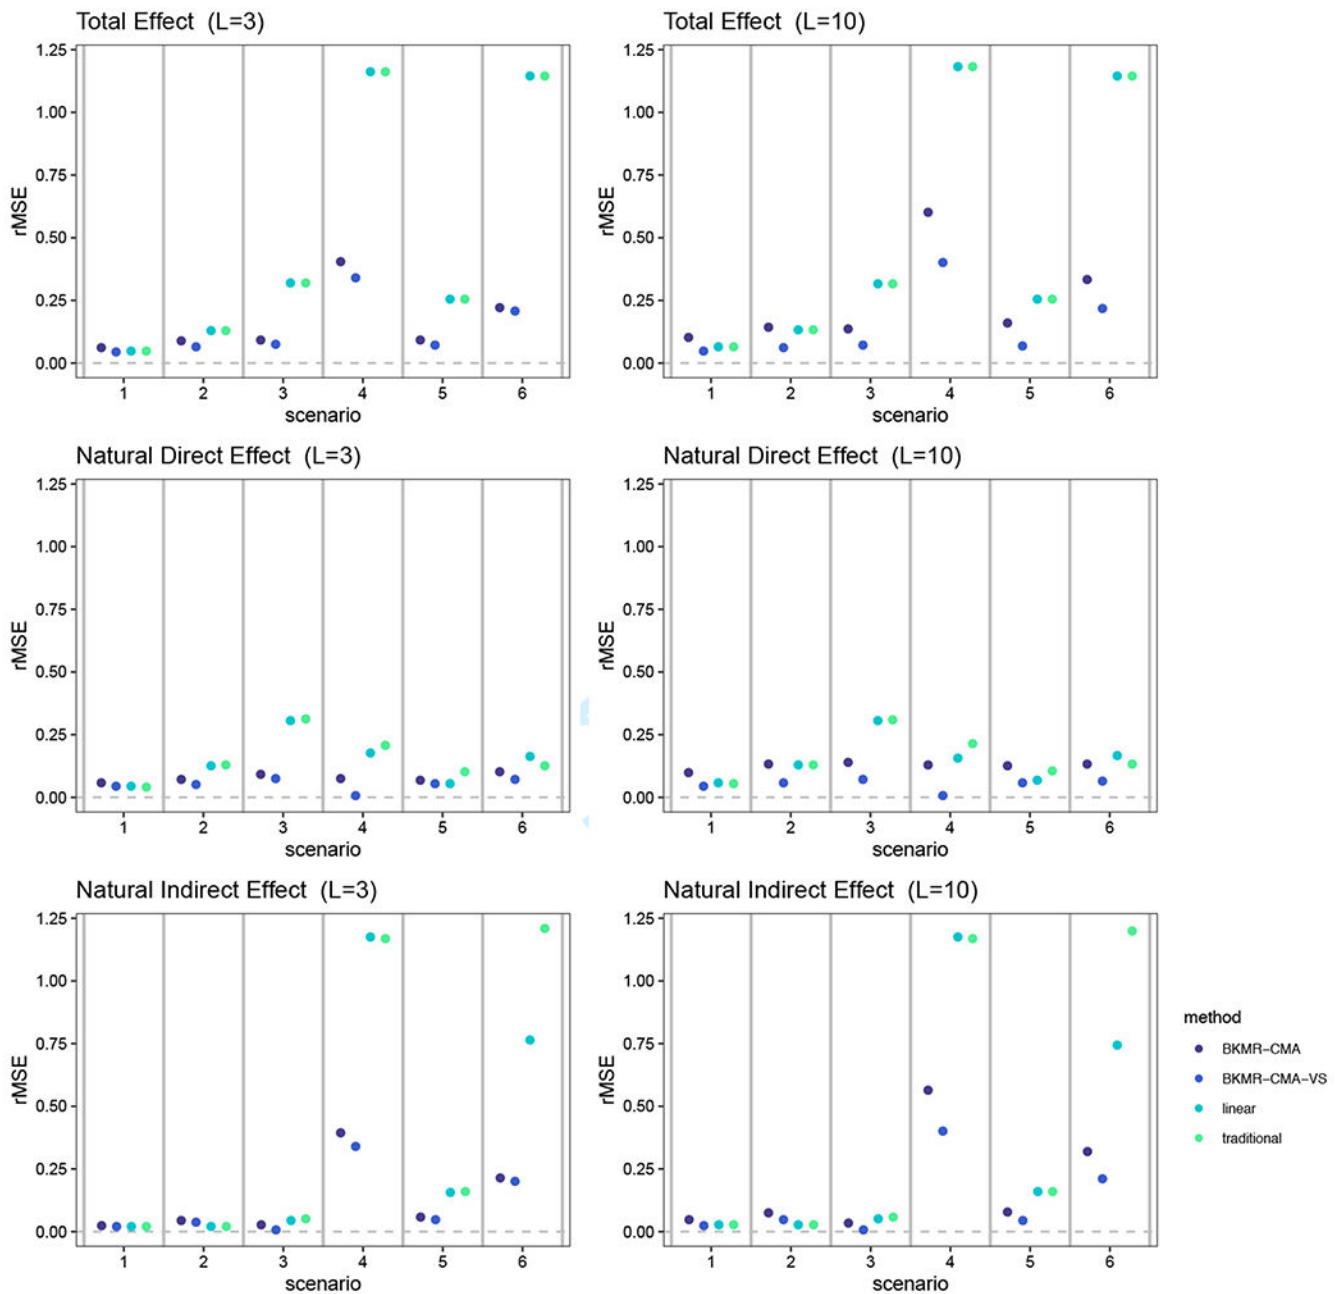 Total Effect (L=3)
1.25
1.00
0.75
0.50
0.25
0.00
rMSE
1 2 3 4 5 6
scenario
Total Effect (L=10)
1.25
1.00
0.75
0.50
0.25
0.00
rMSE
1 2 3 4 5 6
scenario
Natural Direct Effect (L=3)
1.25
1.00
0.75
0.50
0.25
0.00
rMSE
1 2 3 4 5 6
scenario
Natural Direct Effect (L=10)
1.25
1.00
0.75
0.50
0.25
0.00
rMSE
1 2 3 4 5 6
scenario
Natural Indirect Effect (L=3)
1.25
1.00
0.75
0.50
0.25
0.00
rMSE
1 2 3 4 5 6
scenario
Natural Indirect Effect (L=10)
1.25
1.00
0.75
0.50
0.25
0.00
rMSE
1 2 3 4 5 6
scenario
method
BKMR−CMA
BKMR−CMA−VS
linear
traditional